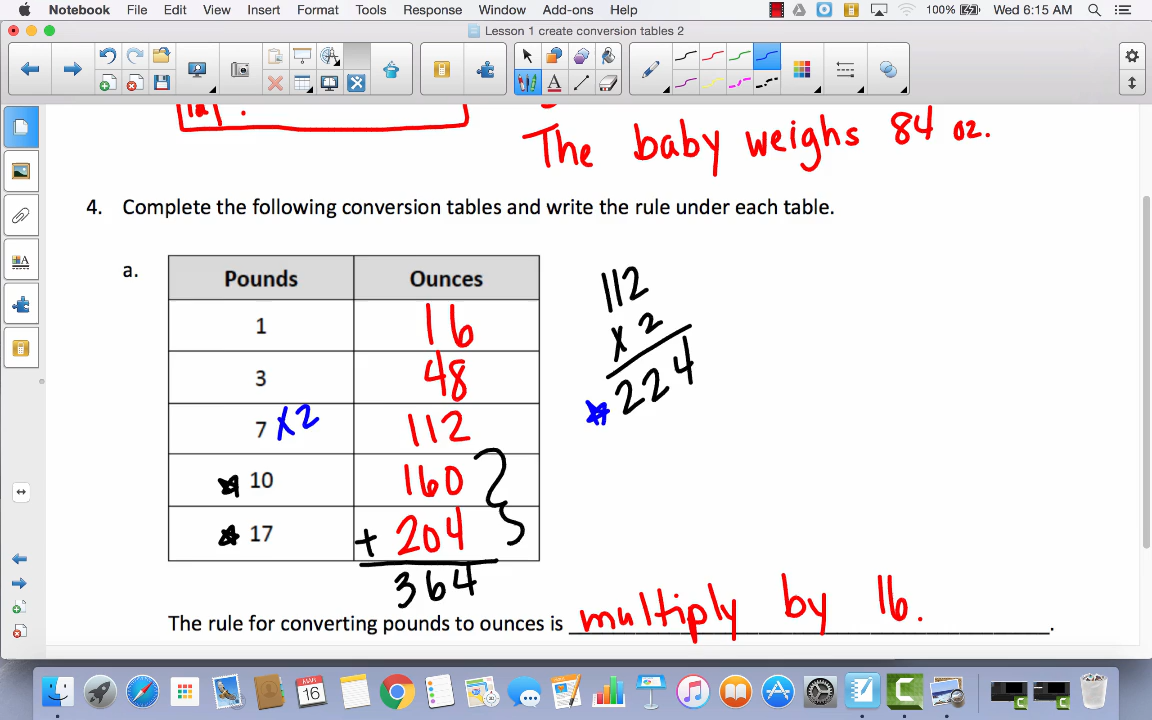 Notebook File Edit View Insert Format Tools Response Window Add-ons Help 100% Wed 6:15 AM
Lesson 1 create conversion tables 2
The baby weighs 84 oz.
4. Complete the following conversion tables and write the rule under each table.
a.
Pounds Ounces
1 16
3 48
7 x2 112
10 160
17 + 204
364
112
x 2
224
The rule for converting pounds to ounces is multiply by 16.
MAR
16